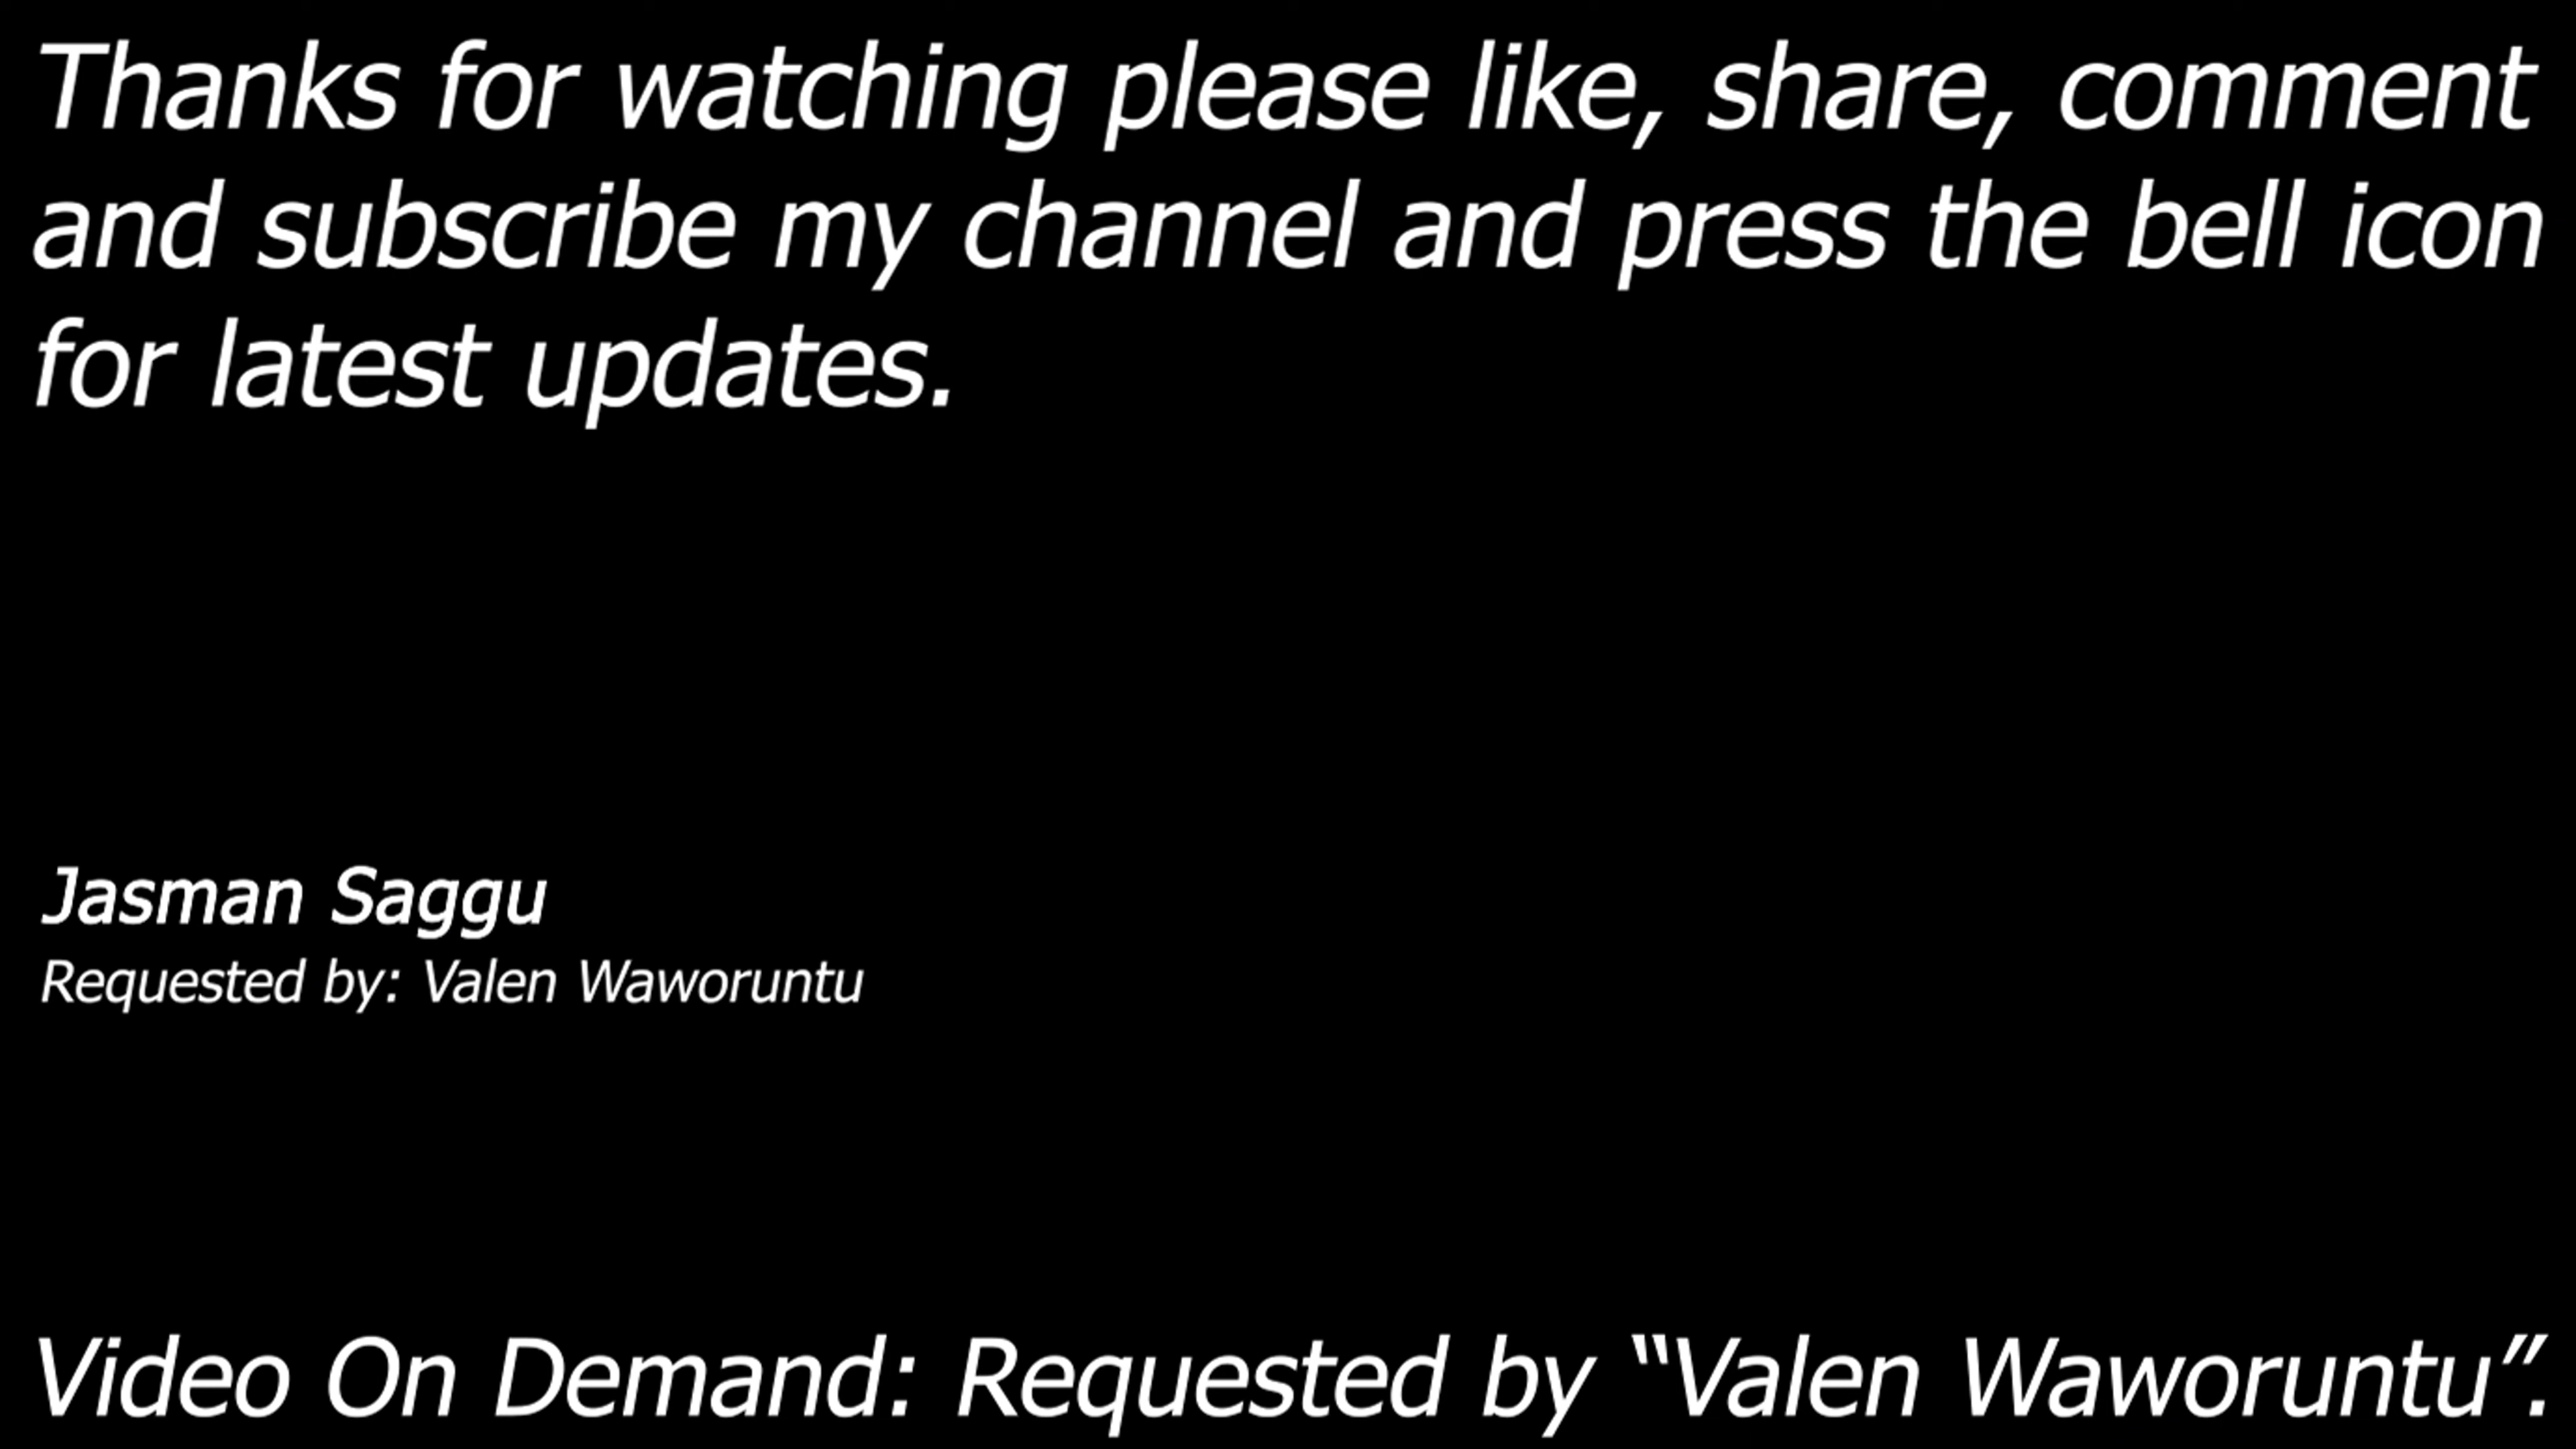 Thanks for watching please like, share, comment
and subscribe my channel and press the bell icon
for latest updates.
Jasman Saggu
Requested by: Valen Waworuntu
Video On Demand: Requested by “Valen Waworuntu”.